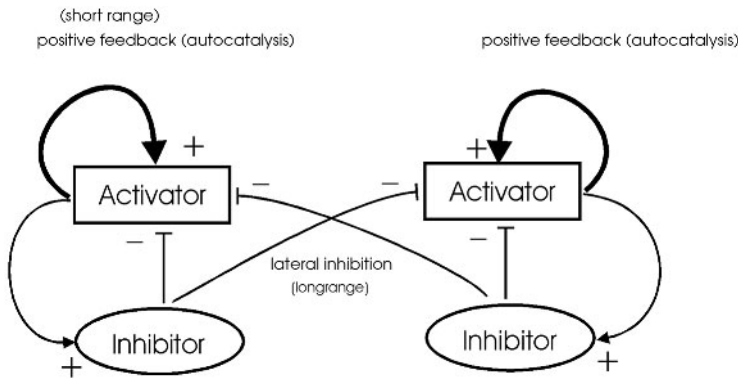 (short range)
positive feedback (autocatalysis)
positive feedback (autocatalysis)
+
+
Activator
−
−
Activator
−
−
lateral inhibition
(longrange)
Inhibitor
Inhibitor
+
+